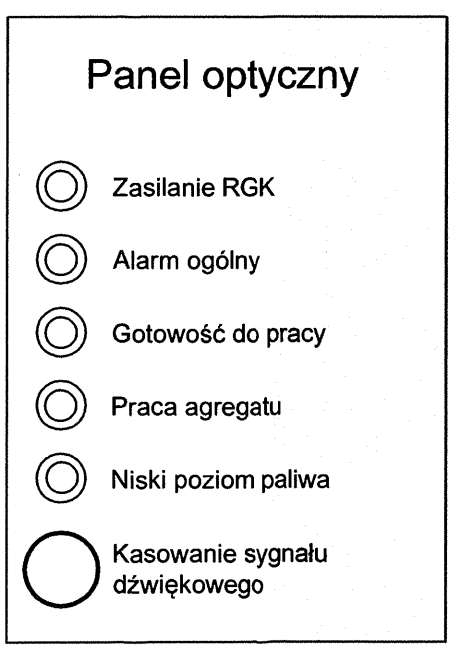 Panel optyczny
Zasilanie RGK
Alarm ogólny
Gotowość do pracy
Praca agregatu
Niski poziom paliwa
Kasowanie sygnału
dźwiękowego